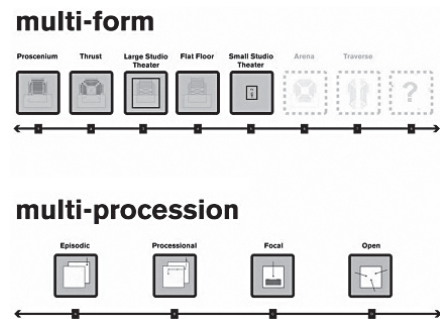 multi-form
Proscenium Thrust Large Studio Theater Flat Floor Small Studio Theater Arena Traverse
?
multi-procession
Episodic Processional Focal Open